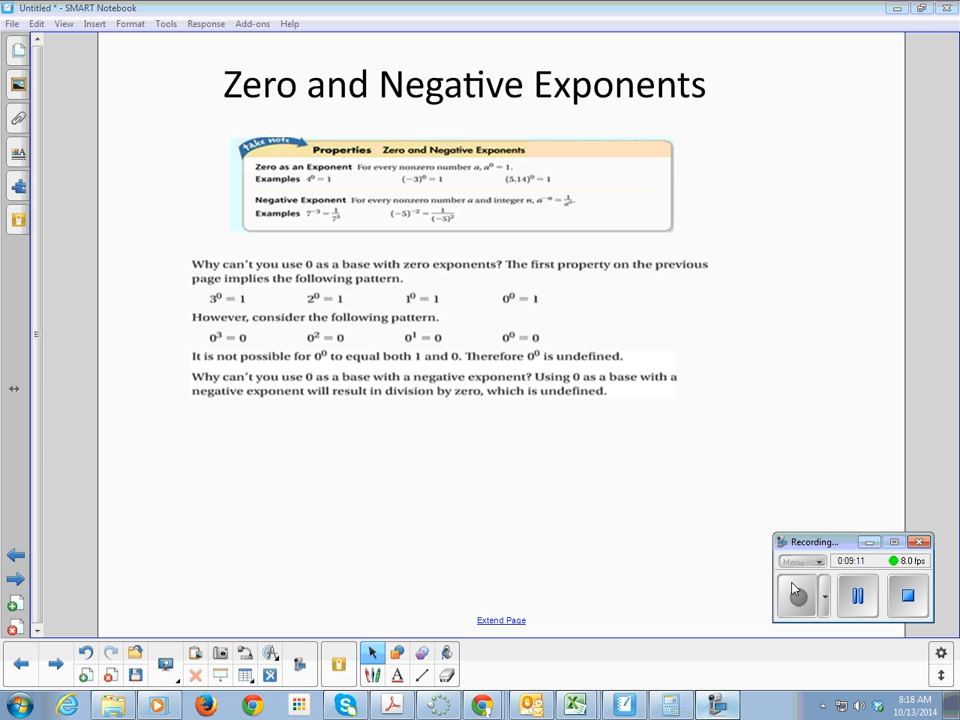 Untitled * - SMART Notebook
File Edit View Insert Format Tools Response Add-ons Help
Zero and Negative Exponents
take note
Properties Zero and Negative Exponents
Zero as an Exponent For every nonzero number a, a⁰ = 1.
Examples 4⁰ = 1 (−3)⁰ = 1 (5.14)⁰ = 1
Negative Exponent For every nonzero number a and integer n, a⁻ⁿ = 1/aⁿ.
Examples 7⁻³ = 1/7³ (−5)⁻² = 1/(−5)²
Why can't you use 0 as a base with zero exponents? The first property on the previous
page implies the following pattern.
3⁰ = 1 2⁰ = 1 1⁰ = 1 0⁰ = 1
However, consider the following pattern.
0³ = 0 0² = 0 0¹ = 0 0⁰ = 0
It is not possible for 0⁰ to equal both 1 and 0. Therefore 0⁰ is undefined.
Why can't you use 0 as a base with a negative exponent? Using 0 as a base with a
negative exponent will result in division by zero, which is undefined.
Recording...
Menu 0:09:11 8.0 fps
Extend Page
8:18 AM
10/13/2014